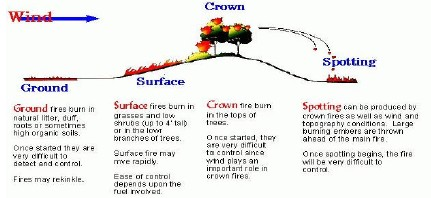 Wind
Crown
Spotting
Surface
Ground
Ground fires burn in
natural litter, duff,
roots or sometimes
high organic soils.
Once started they are
very difficult to
detect and control.
Fires may rekindle.
Surface fires burn in
grasses and low
shrubs (up to 4' tall)
or in the lowr
branches of trees.
Surface fire may
mve rapidly.
Ease of control
depends upon the
fuel involved.
Crown fire burn
in the tops of
trees.
Once started, they
are very difficult
to control since
wind plays an
important role in
crown fires.
Spotting can be produced by
crown fires as well as wind and
topography conditions. Large
burning embers are thrown
ahead of the main fire.
Once spotting begins, the fire
will be very difficult to
control.